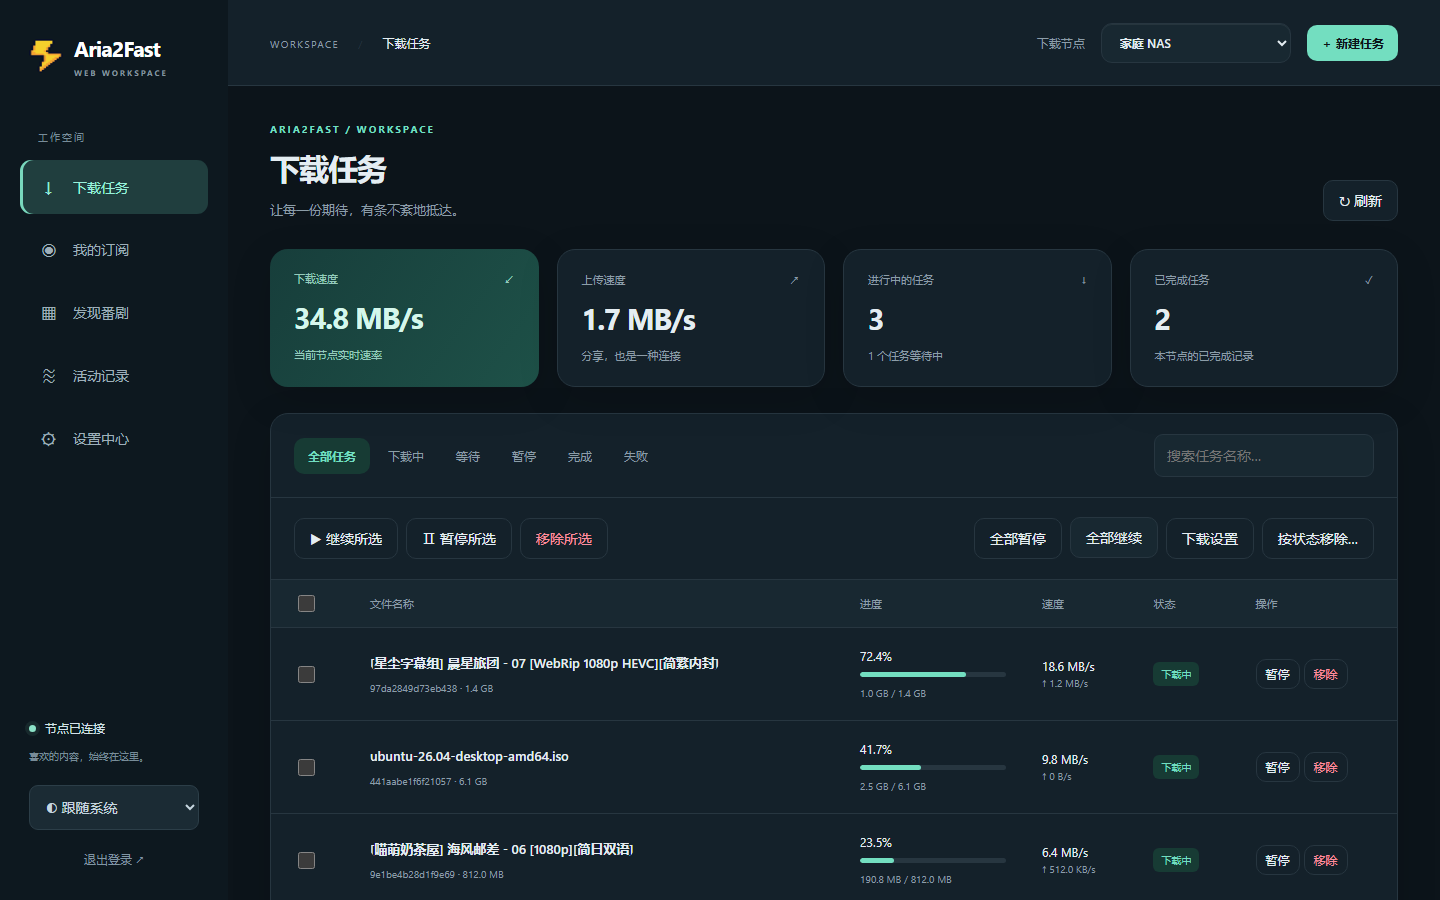 Aria2Fast
WEB WORKSPACE
工作空间
↓ 下载任务
◉ 我的订阅
▦ 发现番剧
活动记录
⚙ 设置中心
节点已连接
喜欢的内容，始终在这里。
◐ 跟随系统
退出登录 ↗
WORKSPACE / 下载任务
下载节点 家庭 NAS + 新建任务
ARIA2FAST / WORKSPACE
下载任务
让每一份期待，有条不紊地抵达。
↻ 刷新
下载速度 ↙
34.8 MB/s
当前节点实时速率
上传速度 ↗
1.7 MB/s
分享，也是一种连接
进行中的任务 ↓
3
1 个任务等待中
已完成任务 ✓
2
本节点的已完成记录
全部任务 下载中 等待 暂停 完成 失败 搜索任务名称...
▶ 继续所选 Ⅱ 暂停所选 移除所选 全部暂停 全部继续 下载设置 按状态移除...
文件名称 进度 速度 状态 操作
[星尘字幕组] 晨星旅团 - 07 [WebRip 1080p HEVC][简繁内封]
97da2849d73eb438 · 1.4 GB
72.4%
1.0 GB / 1.4 GB
18.6 MB/s
↑ 1.2 MB/s
下载中 暂停 移除
ubuntu-26.04-desktop-amd64.iso
441aabe1f6f21057 · 6.1 GB
41.7%
2.5 GB / 6.1 GB
9.8 MB/s
↑ 0 B/s
下载中 暂停 移除
[喵萌奶茶屋] 海风邮差 - 06 [1080p][简日双语]
9e1be4b28d1f9e69 · 812.0 MB
23.5%
190.8 MB / 812.0 MB
6.4 MB/s
↑ 512.0 KB/s
下载中 暂停 移除